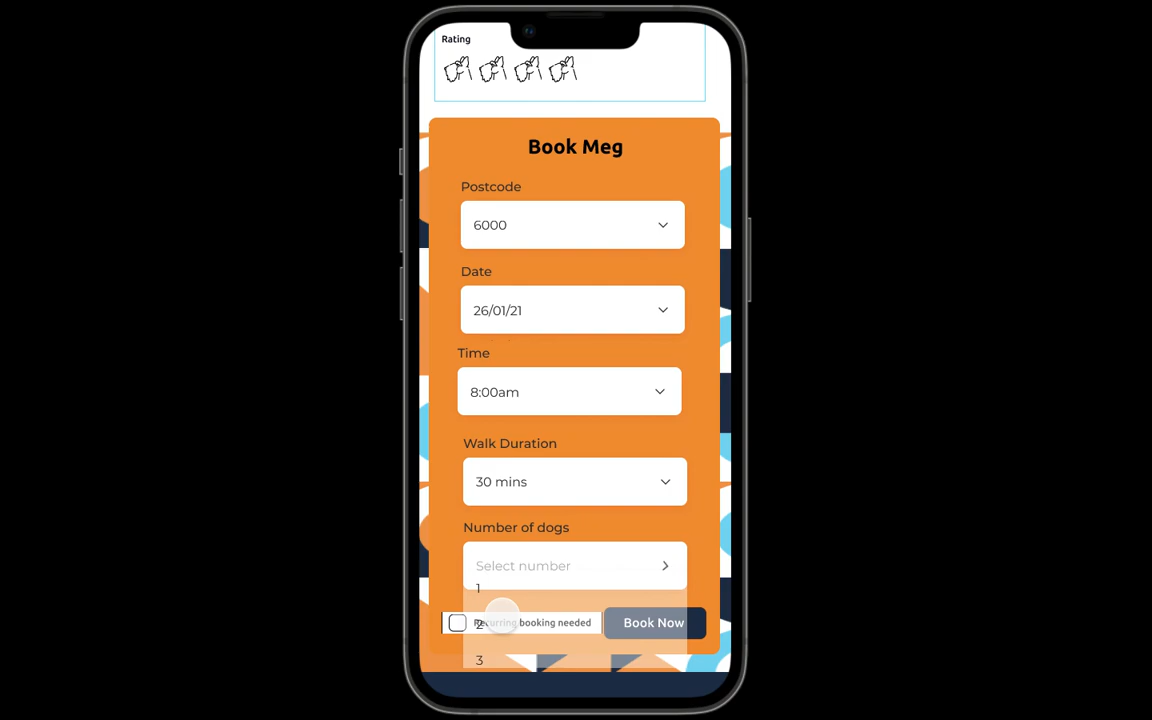 Rating
Book Meg
Postcode
6000
Date
26/01/21
Time
8:00am
Walk Duration
30 mins
Number of dogs
Select number
1
Recurring booking needed
2
Book Now
3